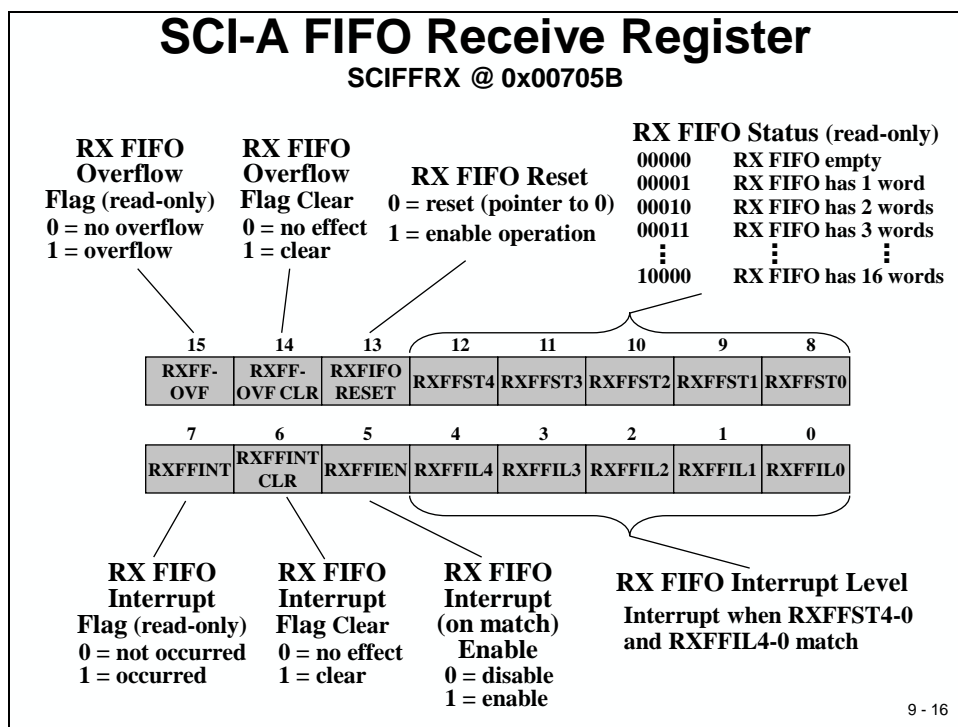 SCI-A FIFO Receive Register
SCIFFRX @ 0x00705B
RX FIFO
Overflow
Flag (read-only)
0 = no overflow
1 = overflow
RX FIFO
Overflow
Flag Clear
0 = no effect
1 = clear
RX FIFO Reset
0 = reset (pointer to 0)
1 = enable operation
RX FIFO Status (read-only)
00000 RX FIFO empty
00001 RX FIFO has 1 word
00010 RX FIFO has 2 words
00011 RX FIFO has 3 words
10000 RX FIFO has 16 words
15 14 13 12 11 10 9 8
RXFF-
OVF
RXFF-
OVF CLR
RXFIFO
RESET
RXFFST4 RXFFST3 RXFFST2 RXFFST1 RXFFST0
7 6 5 4 3 2 1 0
RXFFINT
RXFFINT
CLR
RXFFIEN RXFFIL4 RXFFIL3 RXFFIL2 RXFFIL1 RXFFIL0
RX FIFO
Interrupt
Flag (read-only)
0 = not occurred
1 = occurred
RX FIFO
Interrupt
Flag Clear
0 = no effect
1 = clear
RX FIFO
Interrupt
(on match)
Enable
0 = disable
1 = enable
RX FIFO Interrupt Level
Interrupt when RXFFST4-0
and RXFFIL4-0 match
9 - 16